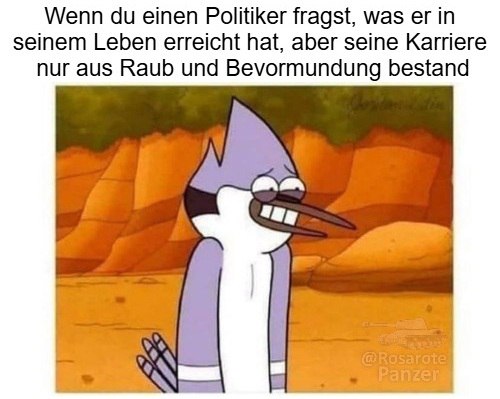 Wenn du einen Politiker fragst, was er in
seinem Leben erreicht hat, aber seine Karriere
nur aus Raub und Bevormundung bestand
@Rosarote
Panzer